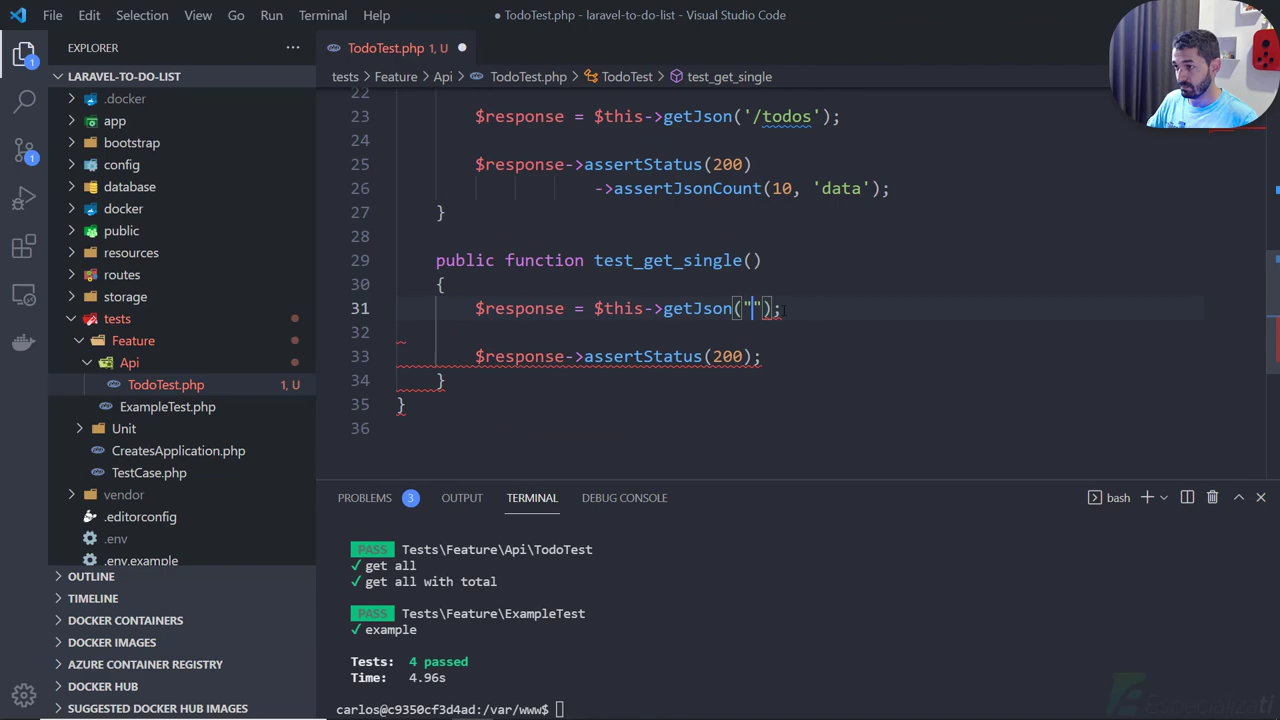 File Edit Selection View Go Run Terminal Help
● TodoTest.php - laravel-to-do-list - Visual Studio Code
EXPLORER
LARAVEL-TO-DO-LIST
.docker
app
bootstrap
config
database
docker
public
resources
routes
storage
tests
Feature
Api
TodoTest.php 1, U
ExampleTest.php
Unit
CreatesApplication.php
TestCase.php
vendor
.editorconfig
.env
.env.example
OUTLINE
TIMELINE
DOCKER CONTAINERS
DOCKER IMAGES
AZURE CONTAINER REGISTRY
DOCKER HUB
SUGGESTED DOCKER HUB IMAGES
1
1
TodoTest.php 1, U
tests > Feature > Api > TodoTest.php > TodoTest > test_get_single
22
23 $response = $this->getJson('/todos');
24
25 $response->assertStatus(200)
26 ->assertJsonCount(10, 'data');
27 }
28
29 public function test_get_single()
30 {
31 $response = $this->getJson("");
32
33 $response->assertStatus(200);
34 }
35 }
36
PROBLEMS 3 OUTPUT TERMINAL DEBUG CONSOLE
bash
PASS Tests\Feature\Api\TodoTest
✓ get all
✓ get all with total
PASS Tests\Feature\ExampleTest
✓ example
Tests: 4 passed
Time: 4.96s
carlos@c9350cf3d4ad:/var/www$
EspecializaTi